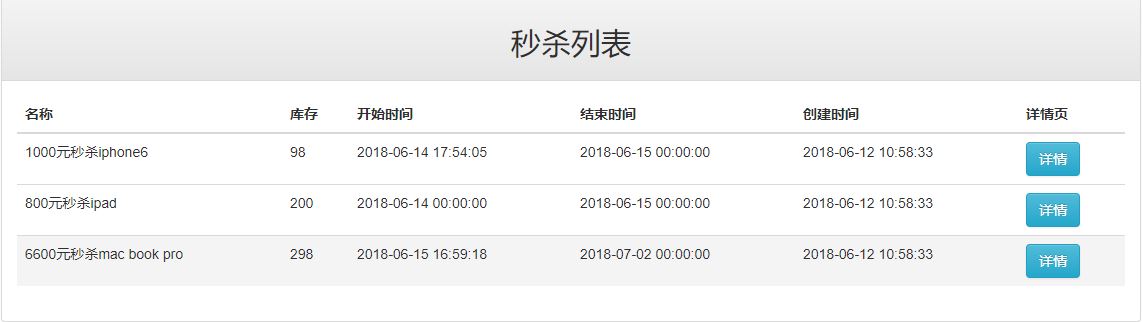 秒杀列表
名称 库存 开始时间 结束时间 创建时间 详情页
1000元秒杀iphone6 98 2018-06-14 17:54:05 2018-06-15 00:00:00 2018-06-12 10:58:33 详情
800元秒杀ipad 200 2018-06-14 00:00:00 2018-06-15 00:00:00 2018-06-12 10:58:33 详情
6600元秒杀mac book pro 298 2018-06-15 16:59:18 2018-07-02 00:00:00 2018-06-12 10:58:33 详情